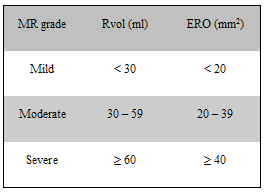 MR grade Rvol (ml) ERO (mm²)
Mild < 30 < 20
Moderate 30 – 59 20 – 39
Severe ≥ 60 ≥ 40